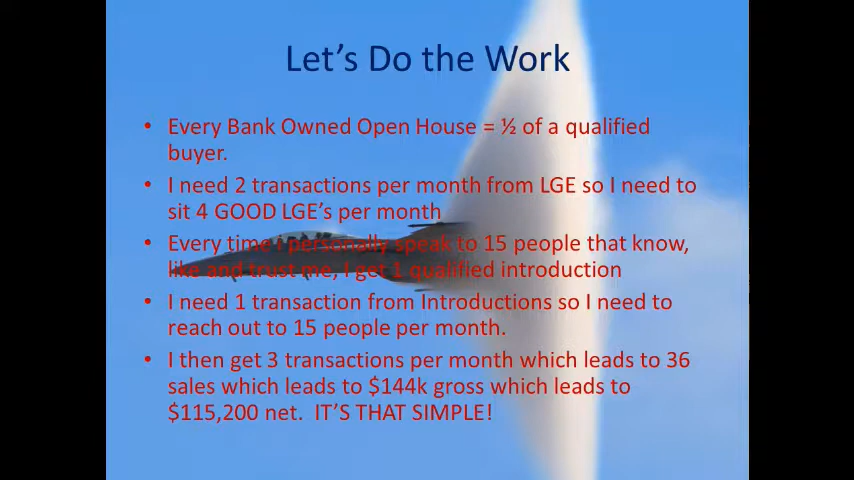 Let's Do the Work
• Every Bank Owned Open House = ½ of a qualified
buyer.
• I need 2 transactions per month from LGE so I need to
sit 4 GOOD LGE's per month
• Every time i personally speak to 15 people that know,
like and trust me, I get 1 qualified introduction
• I need 1 transaction from Introductions so I need to
reach out to 15 people per month.
• I then get 3 transactions per month which leads to 36
sales which leads to $144k gross which leads to
$115,200 net.  IT'S THAT SIMPLE!